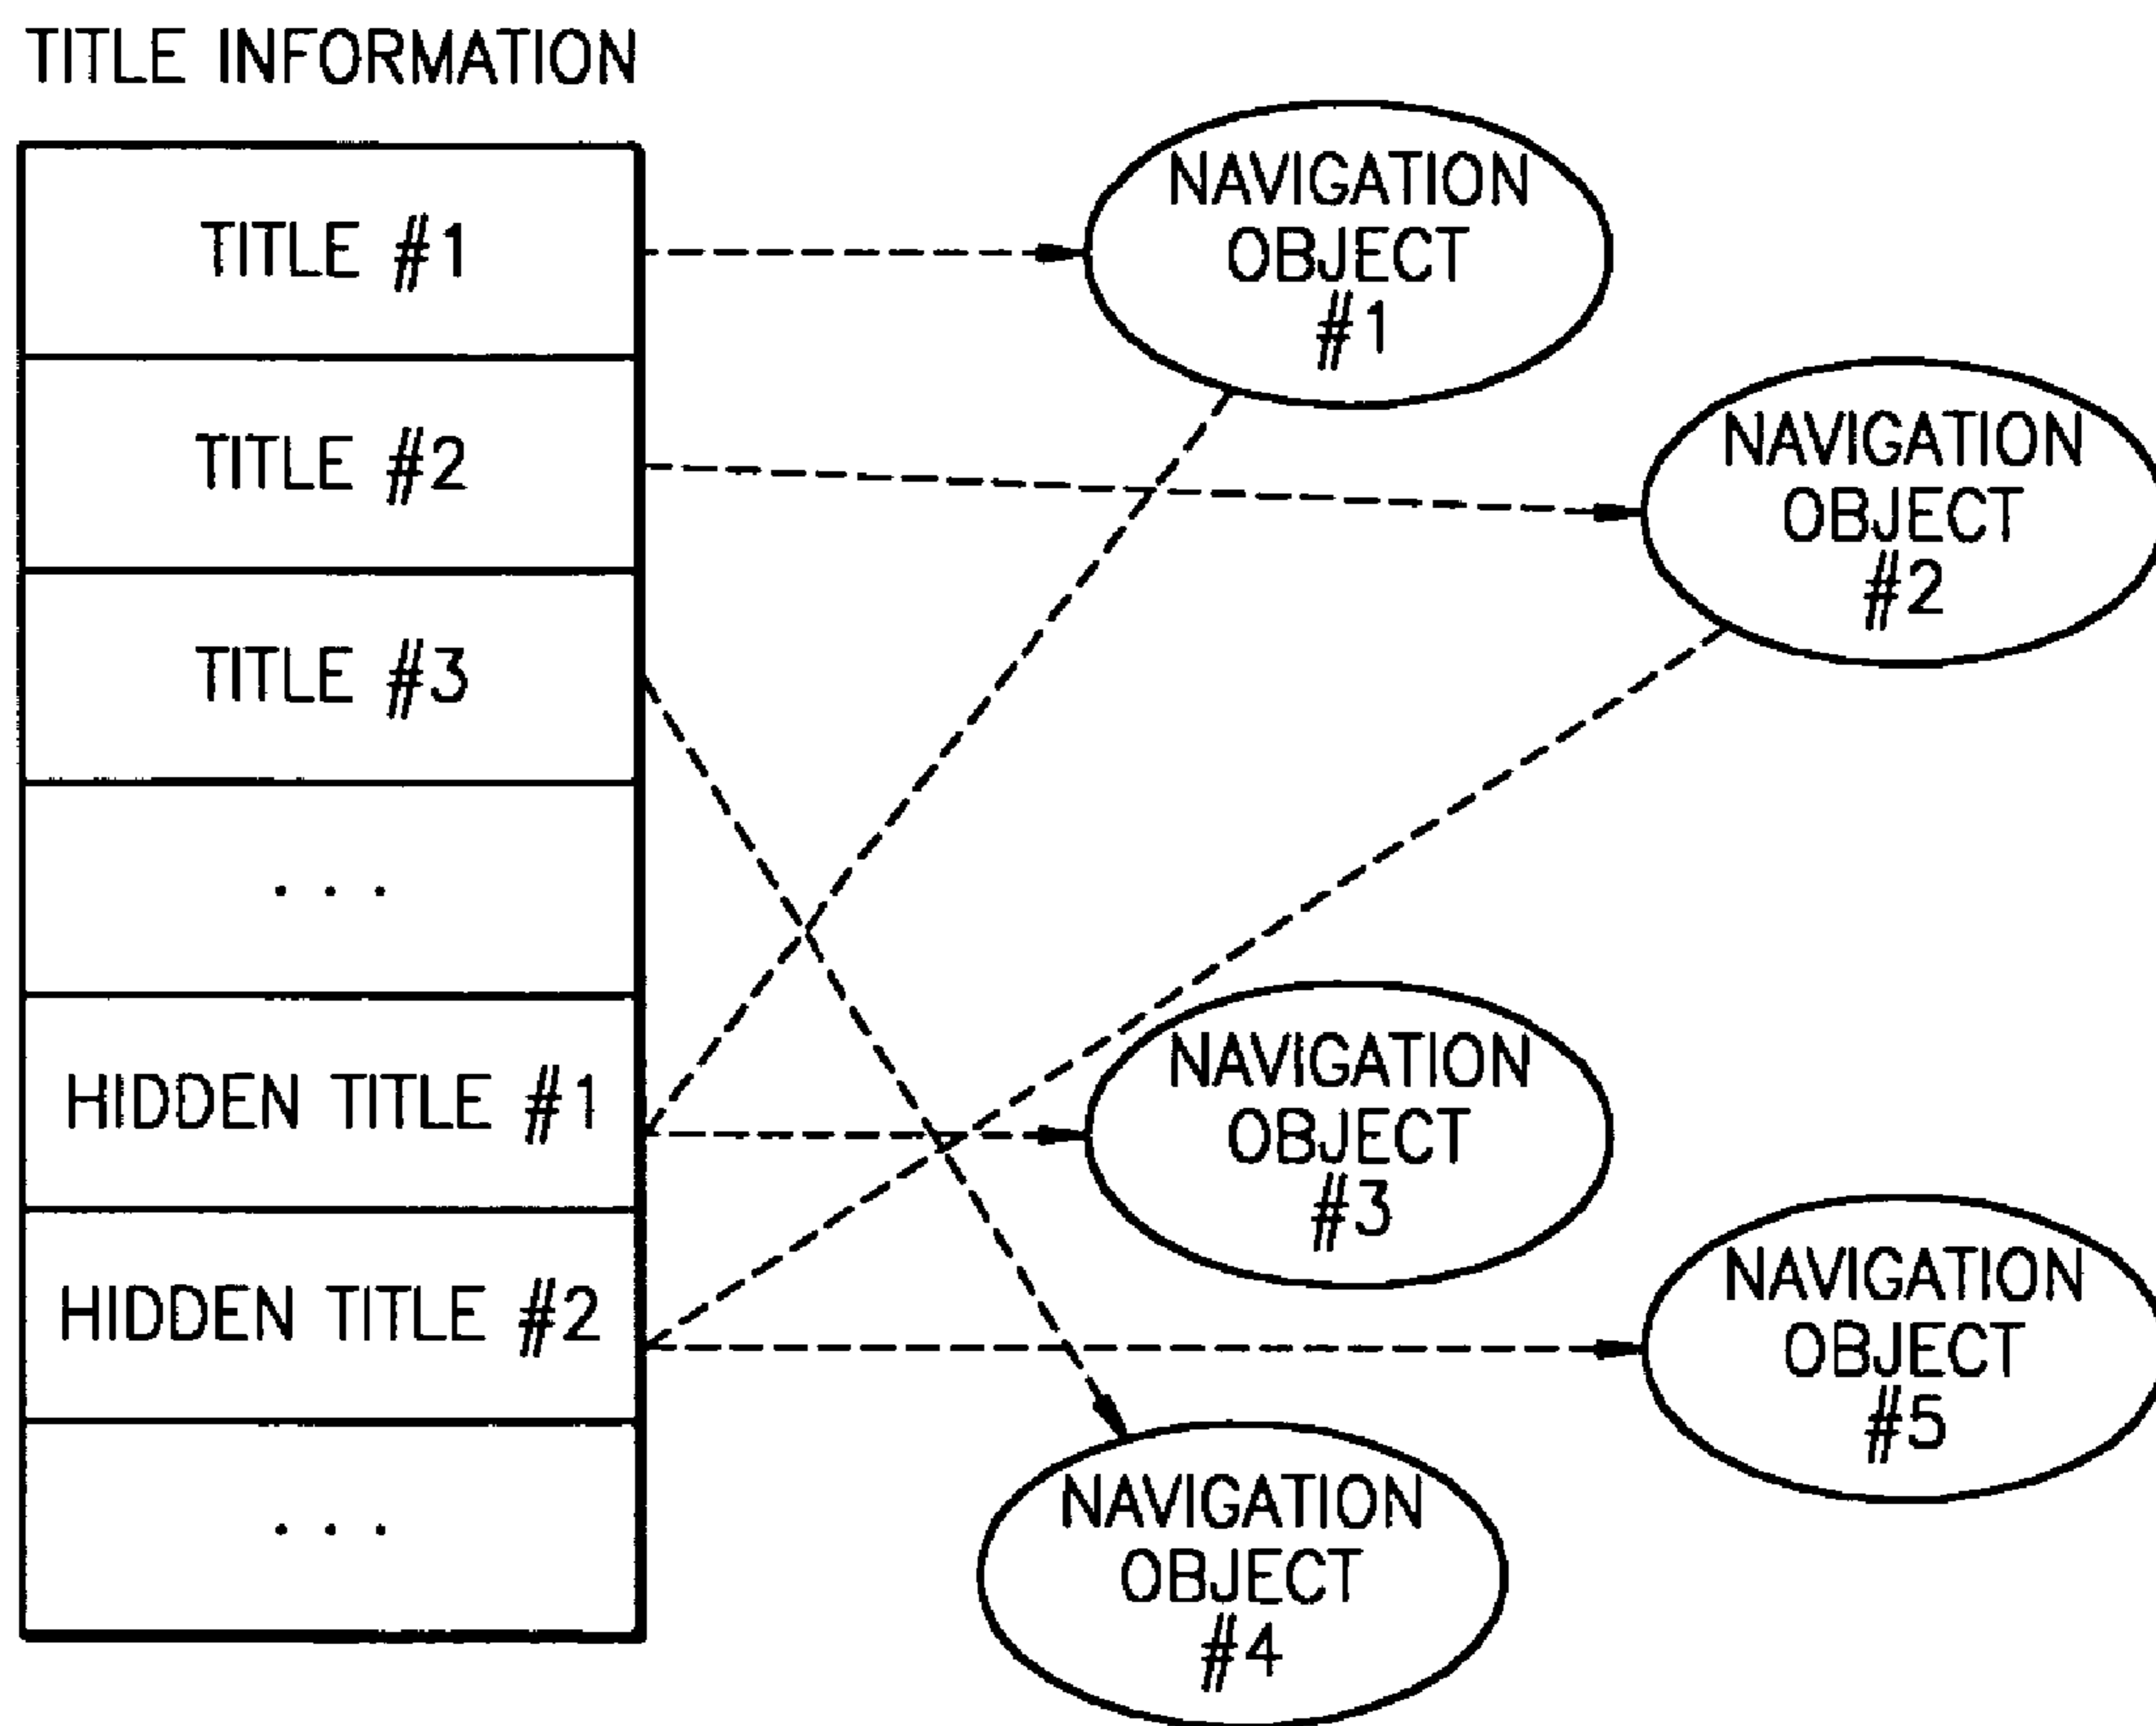 TITLE INFORMATION
TITLE #1
TITLE #2
TITLE #3
. . .
HIDDEN TITLE #1
HIDDEN TITLE #2
. . .
NAVIGATION
OBJECT
#1
NAVIGATION
OBJECT
#2
NAVIGATION
OBJECT
#3
NAVIGATION
OBJECT
#5
NAVIGATION
OBJECT
#4